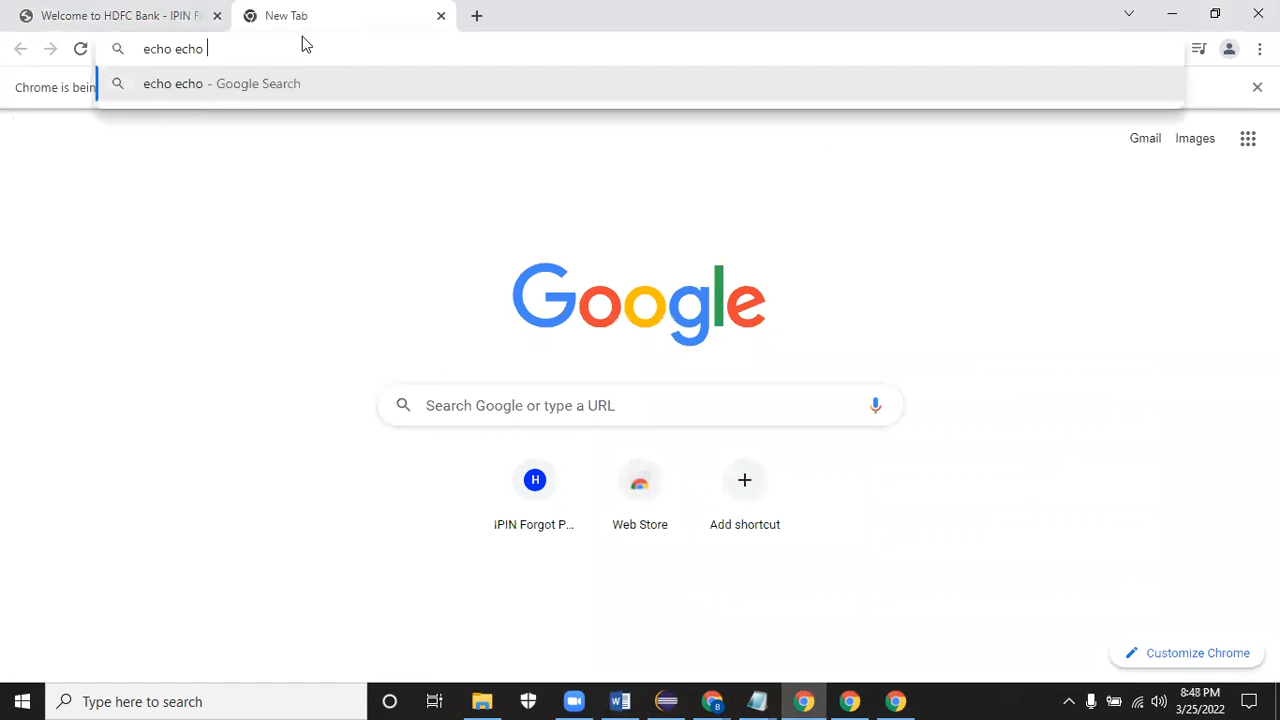 Welcome to HDFC Bank - IPIN F
New Tab
echo echo
echo echo - Google Search
Chrome is bein
Gmail
Images
Google
Search Google or type a URL
H
iPIN Forgot P...
Web Store
Add shortcut
Customize Chrome
Type here to search
B
8:48 PM
3/25/2022